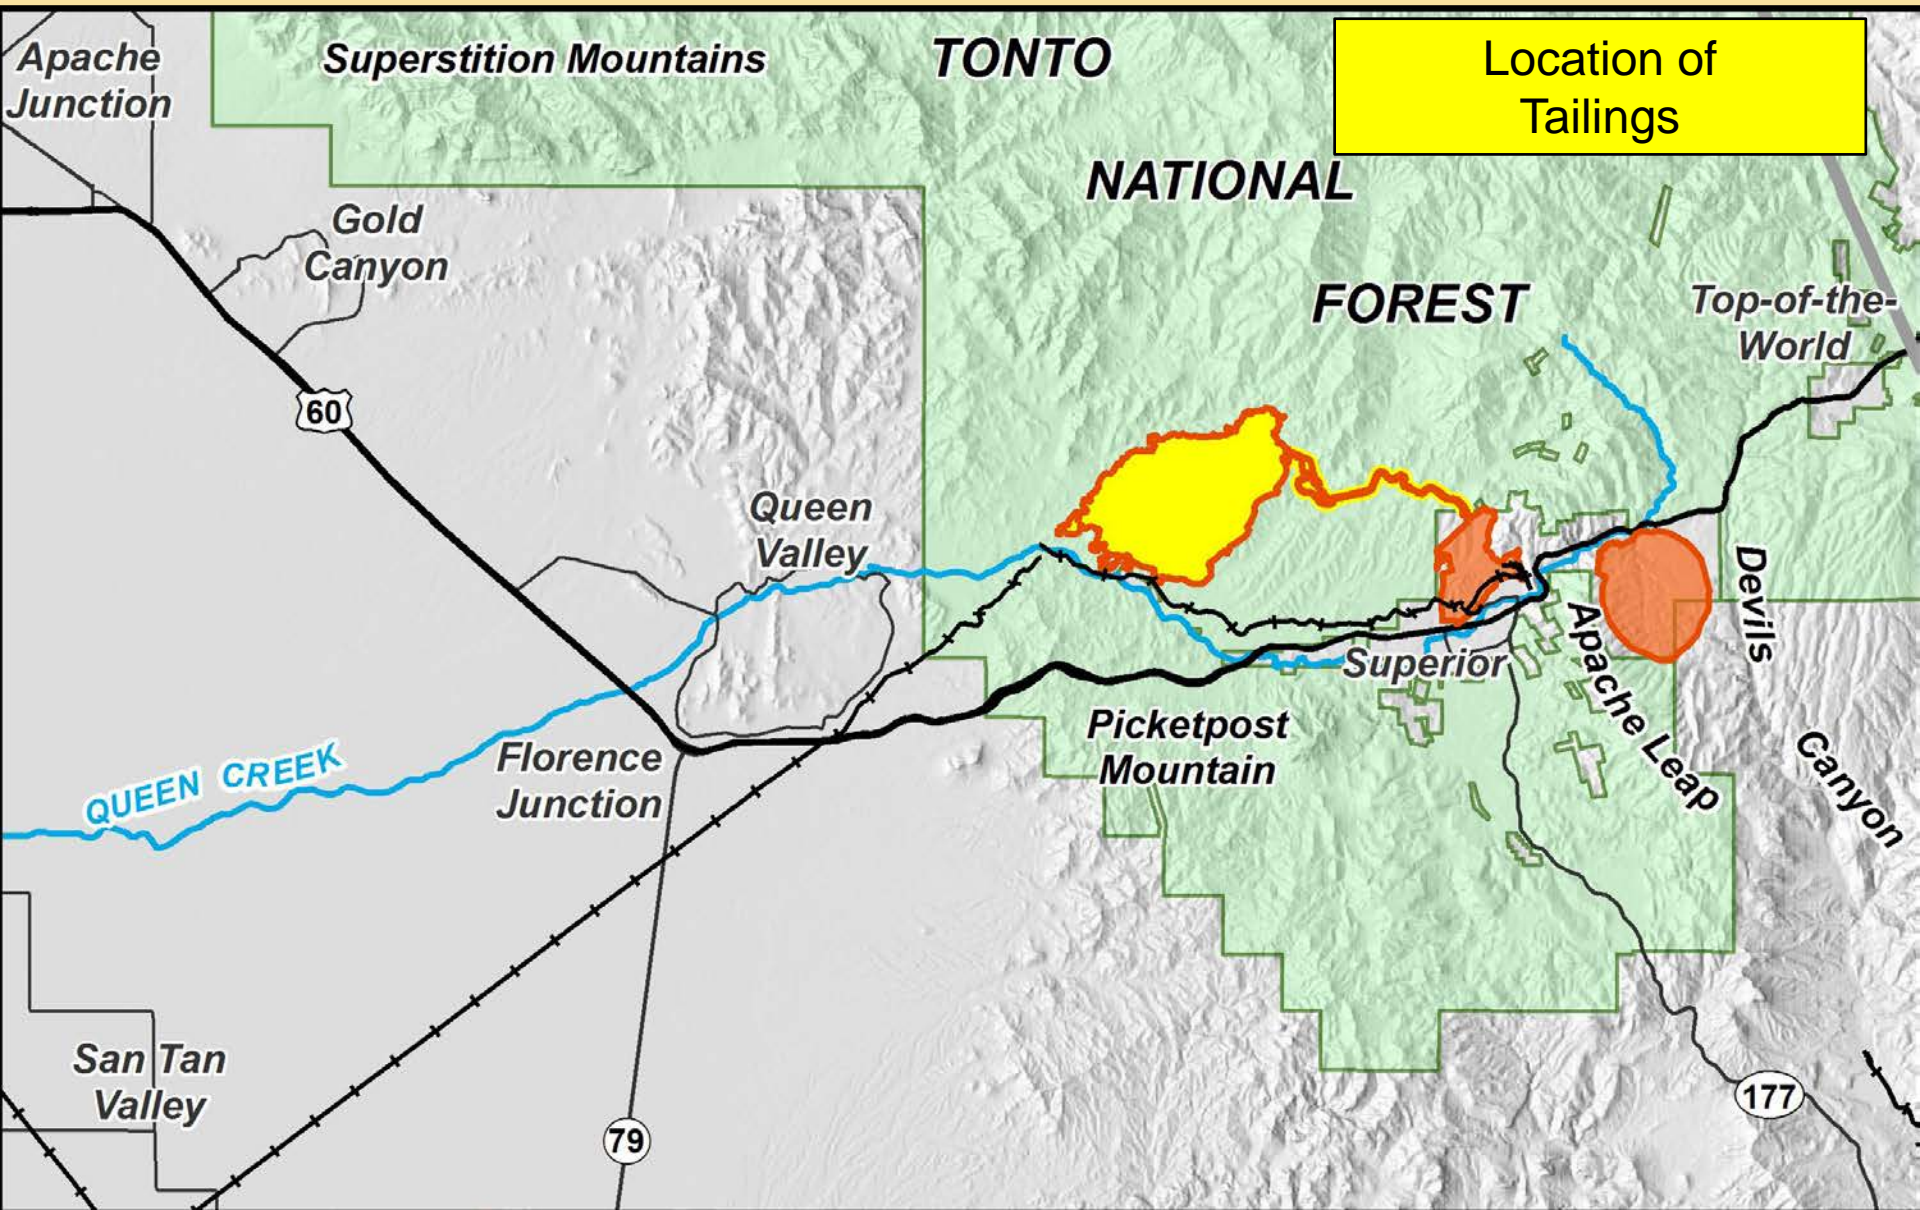 Location of
Tailings
Apache
Junction
Superstition Mountains
TONTO
NATIONAL
FOREST
Gold
Canyon
Top-of-the-
World
60
Queen
Valley
Devils
Canyon
Apache Leap
Superior
Picketpost
Mountain
QUEEN CREEK
Florence
Junction
San Tan
Valley
79
177